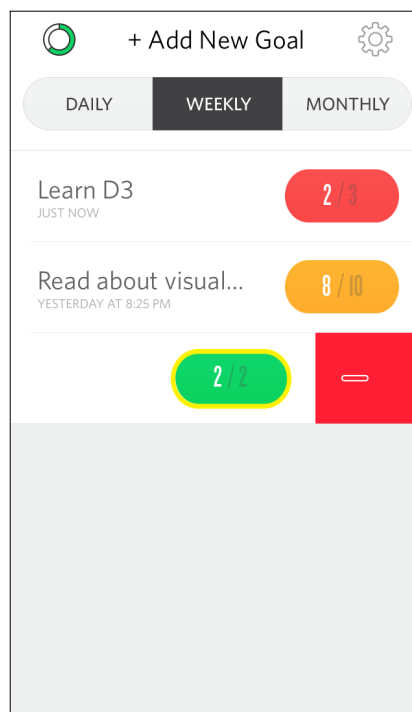 + Add New Goal
DAILY WEEKLY MONTHLY
Learn D3
2 / 3
JUST NOW
Read about visual...
8 / 10
YESTERDAY AT 8:25 PM
2 / 2